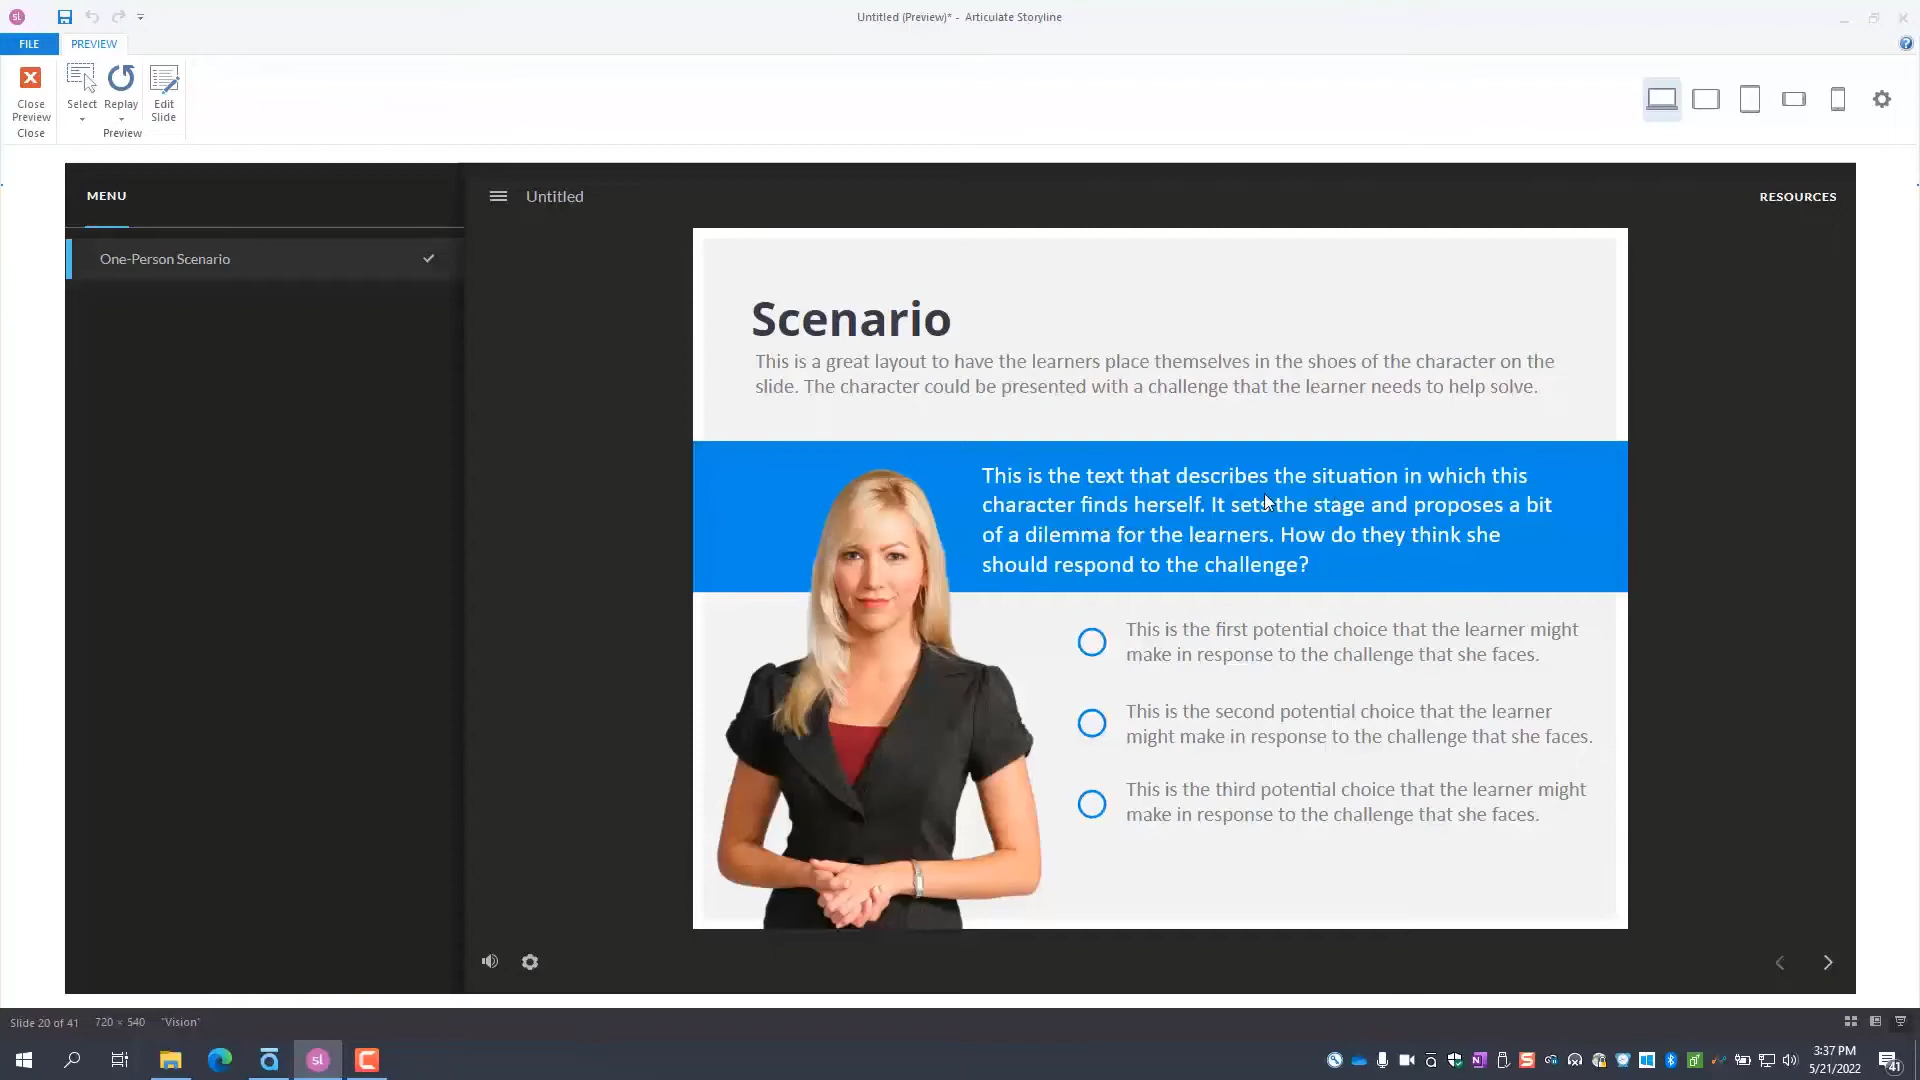 sl
Untitled (Preview)* - Articulate Storyline
FILE
PREVIEW
Close
Preview
Select
Replay
Edit
Slide
Close
Preview
MENU
One-Person Scenario
Untitled
RESOURCES
Scenario
This is a great layout to have the learners place themselves in the shoes of the character on the
slide. The character could be presented with a challenge that the learner needs to help solve.
This is the text that describes the situation in which this
character finds herself. It sets the stage and proposes a bit
of a dilemma for the learners. How do they think she
should respond to the challenge?
This is the first potential choice that the learner might
make in response to the challenge that she faces.
This is the second potential choice that the learner
might make in response to the challenge that she faces.
This is the third potential choice that the learner might
make in response to the challenge that she faces.
Slide 20 of 41
720 × 540
"Vision"
sl
3:37 PM
5/21/2022
41